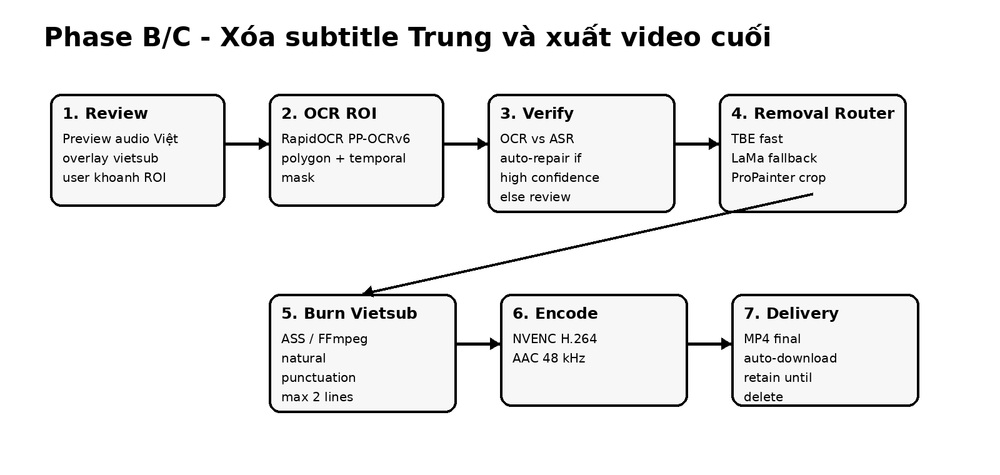 Phase B/C - Xóa subtitle Trung và xuất video cuối
1. Review
Preview audio Việt
overlay vietsub
user khoanh ROI
2. OCR ROI
RapidOCR PP-OCRv6
polygon + temporal
mask
3. Verify
OCR vs ASR
auto-repair if
high confidence
else review
4. Removal Router
TBE fast
LaMa fallback
ProPainter crop
5. Burn Vietsub
ASS / FFmpeg
natural
punctuation
max 2 lines
6. Encode
NVENC H.264
AAC 48 kHz
7. Delivery
MP4 final
auto-download
retain until
delete